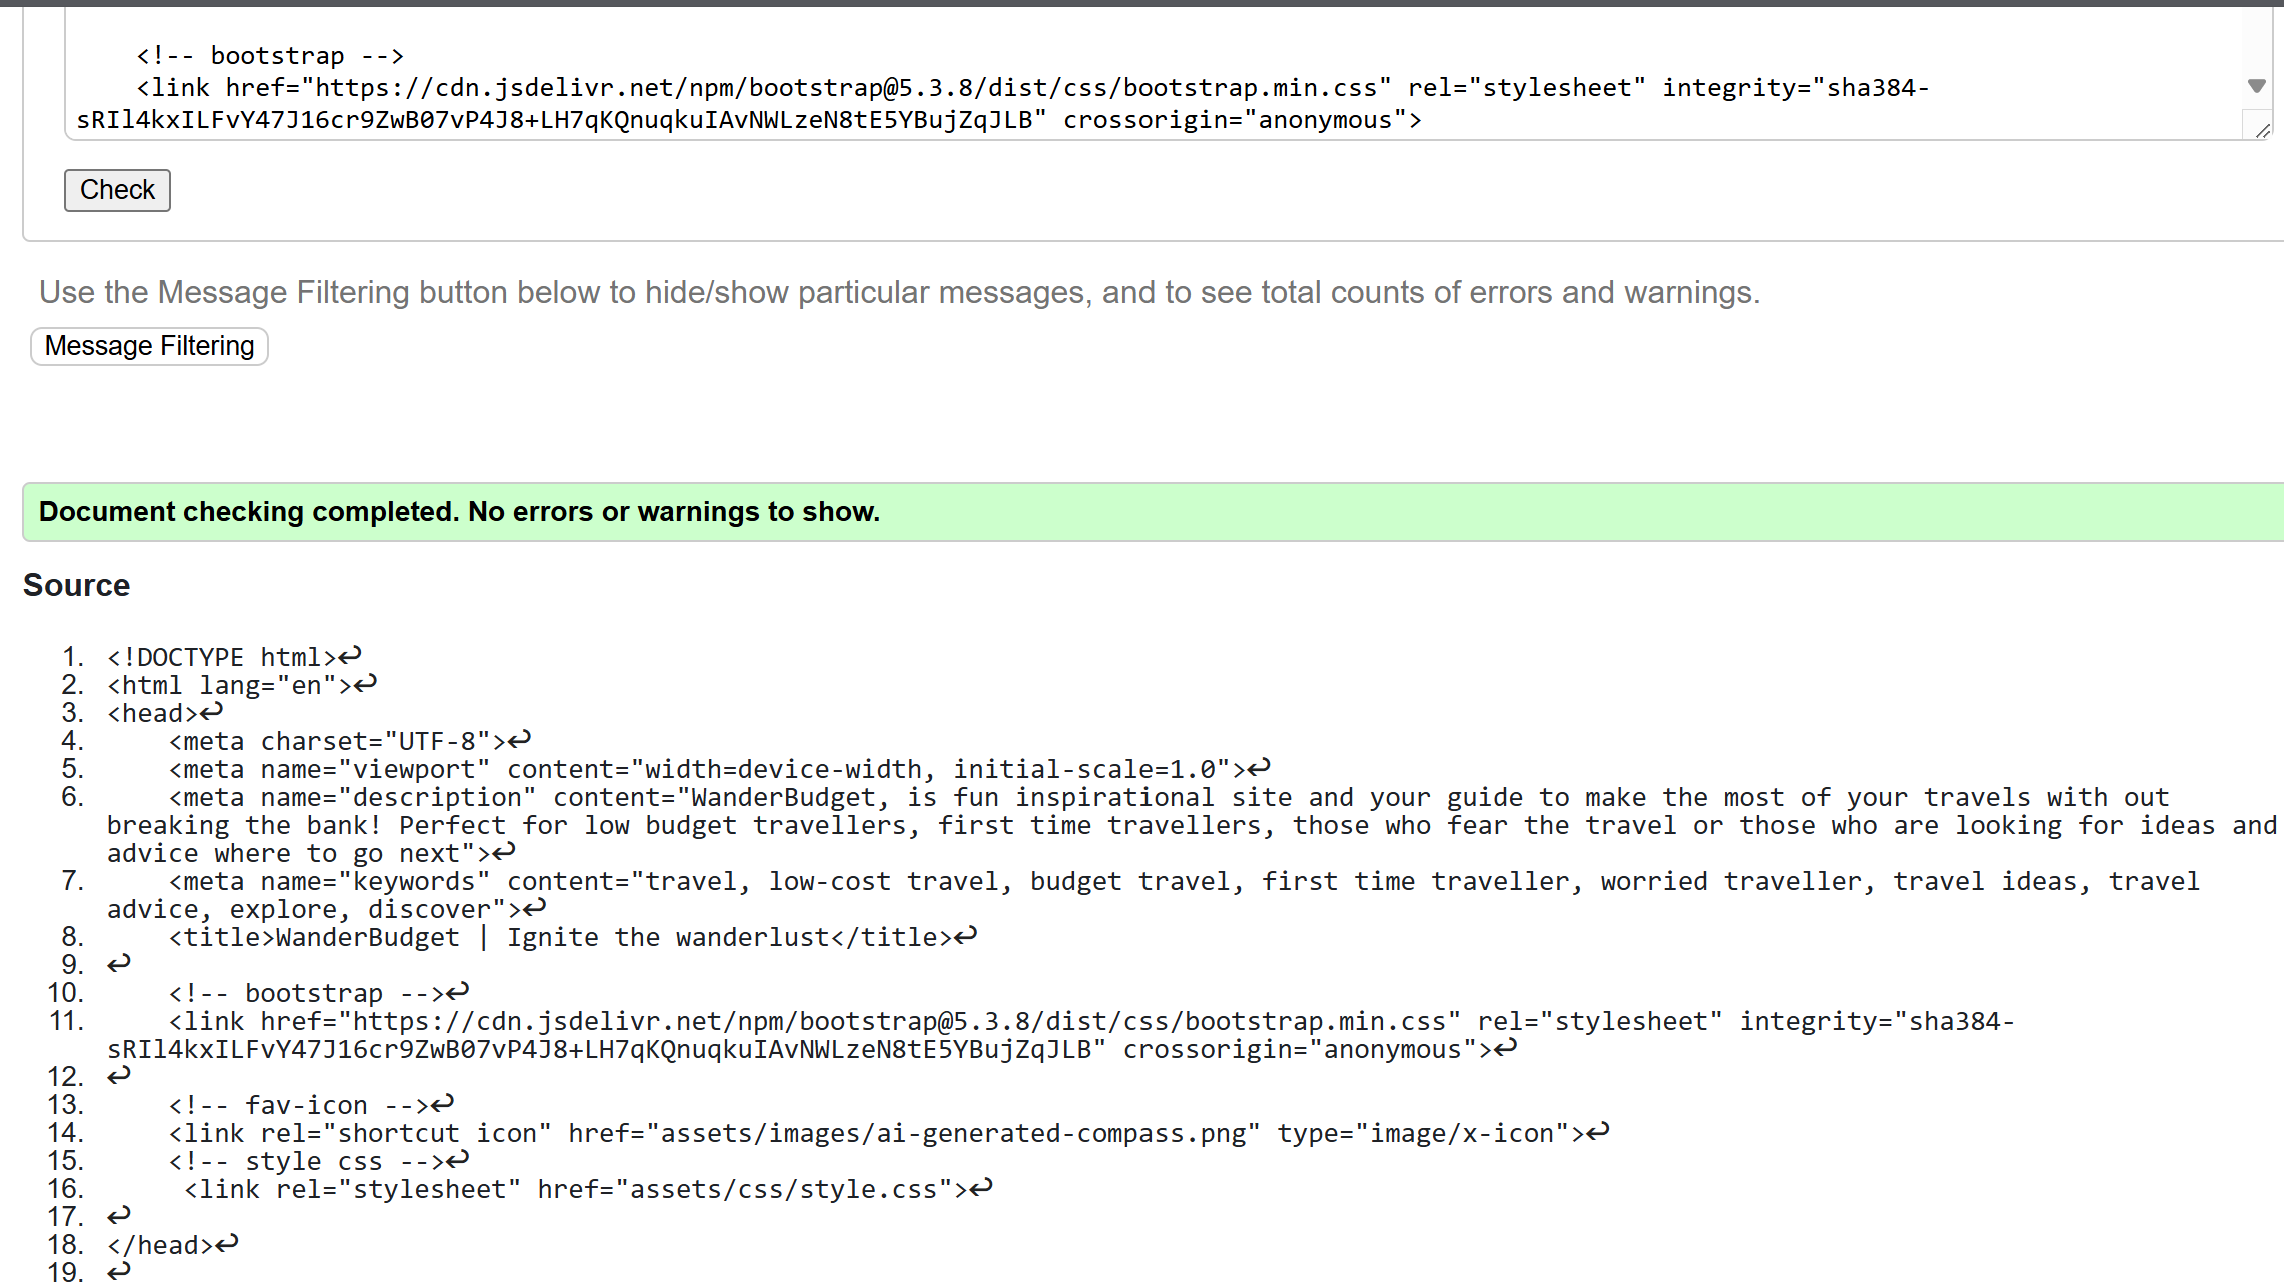 <!-- bootstrap -->
<link href="https://cdn.jsdelivr.net/npm/bootstrap@5.3.8/dist/css/bootstrap.min.css" rel="stylesheet" integrity="sha384-
sRIl4kxILFvY47J16cr9ZwB07vP4J8+LH7qKQnuqkuIAvNWLzeN8tE5YBujZqJLB" crossorigin="anonymous">
Check
Use the Message Filtering button below to hide/show particular messages, and to see total counts of errors and warnings.
Message Filtering
Document checking completed. No errors or warnings to show.
Source
1. <!DOCTYPE html>↩
2. <html lang="en">↩
3. <head>↩
4. <meta charset="UTF-8">↩
5. <meta name="viewport" content="width=device-width, initial-scale=1.0">↩
6. <meta name="description" content="WanderBudget, is fun inspirational site and your guide to make the most of your travels with out
breaking the bank! Perfect for low budget travellers, first time travellers, those who fear the travel or those who are looking for ideas and
advice where to go next">↩
7. <meta name="keywords" content="travel, low-cost travel, budget travel, first time traveller, worried traveller, travel ideas, travel
advice, explore, discover">↩
8. <title>WanderBudget | Ignite the wanderlust</title>↩
9. ↩
10. <!-- bootstrap -->↩
11. <link href="https://cdn.jsdelivr.net/npm/bootstrap@5.3.8/dist/css/bootstrap.min.css" rel="stylesheet" integrity="sha384-
sRIl4kxILFvY47J16cr9ZwB07vP4J8+LH7qKQnuqkuIAvNWLzeN8tE5YBujZqJLB" crossorigin="anonymous">↩
12. ↩
13. <!-- fav-icon -->↩
14. <link rel="shortcut icon" href="assets/images/ai-generated-compass.png" type="image/x-icon">↩
15. <!-- style css -->↩
16. <link rel="stylesheet" href="assets/css/style.css">↩
17. ↩
18. </head>↩
19. ↩